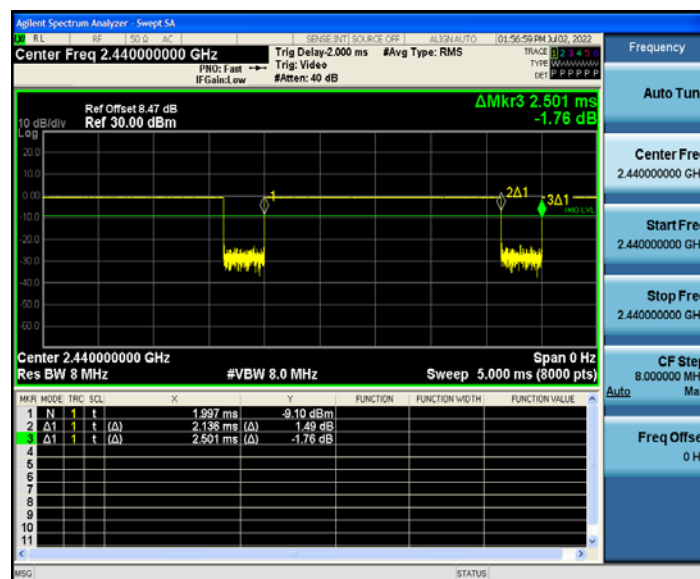 Agilent Spectrum Analyzer - Swept SA
RL RF 50 Ω AC SENSE:INT SOURCE OFF ALIGNAUTO 01:56:59 PM Jul 02, 2022
Center Freq 2.440000000 GHz
Trig Delay-2.000 ms #Avg Type: RMS
TRACE 1 2 3 4 5 6
PNO: Fast Trig: Video
TYPE
IFGain:Low #Atten: 40 dB
DET P P P P P P
Frequency
Auto Tun
Ref Offset 8.47 dB
ΔMkr3 2.501 ms
10 dB/div Ref 30.00 dBm
-1.76 dB
Log
20.0
10.0
0.00
-10.0
-20.0
-30.0
-40.0
-50.0
-60.0
1
2Δ1
3Δ1
TRIG LVL
Center Fre
2.440000000 GH
Start Fre
2.440000000 GH
Stop Fre
2.440000000 GH
Center 2.440000000 GHz Span 0 Hz
Res BW 8 MHz #VBW 8.0 MHz Sweep 5.000 ms (8000 pts)
CF Step
8.000000 MH
Auto Ma
Freq Offse
0 H
MKR MODE TRC SCL X Y FUNCTION FUNCTION WIDTH FUNCTION VALUE
1 N 1 t 1.997 ms -9.10 dBm
2 Δ1 1 t (Δ) 2.136 ms (Δ) 1.49 dB
3 Δ1 1 t (Δ) 2.501 ms (Δ) -1.76 dB
4
5
6
7
8
9
10
11
MSG STATUS